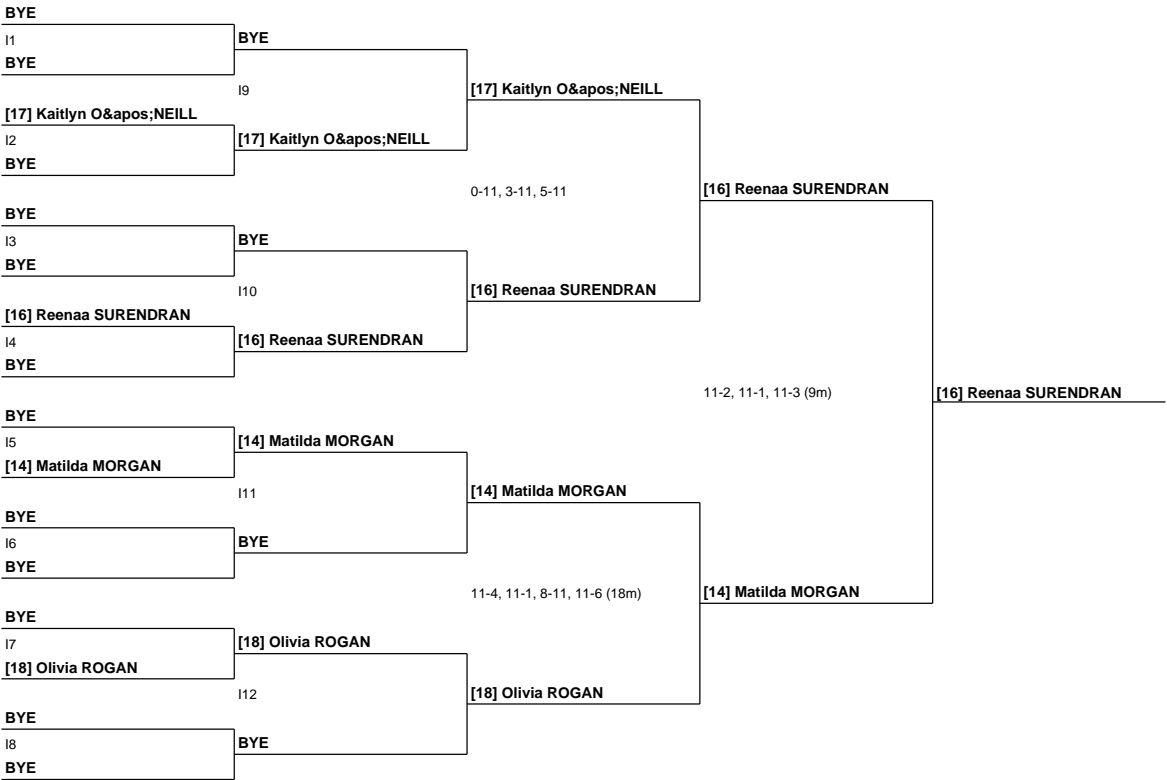 BYE
I1
BYE
BYE
I9
[17] Kaitlyn O&apos;NEILL
[17] Kaitlyn O&apos;NEILL
I2
[17] Kaitlyn O&apos;NEILL
BYE
0-11, 3-11, 5-11
[16] Reenaa SURENDRAN
BYE
I3
BYE
BYE
I10
[16] Reenaa SURENDRAN
[16] Reenaa SURENDRAN
I4
[16] Reenaa SURENDRAN
BYE
11-2, 11-1, 11-3 (9m)
[16] Reenaa SURENDRAN
BYE
I5
[14] Matilda MORGAN
[14] Matilda MORGAN
I11
[14] Matilda MORGAN
BYE
I6
BYE
BYE
11-4, 11-1, 8-11, 11-6 (18m)
[14] Matilda MORGAN
BYE
I7
[18] Olivia ROGAN
[18] Olivia ROGAN
I12
[18] Olivia ROGAN
BYE
I8
BYE
BYE